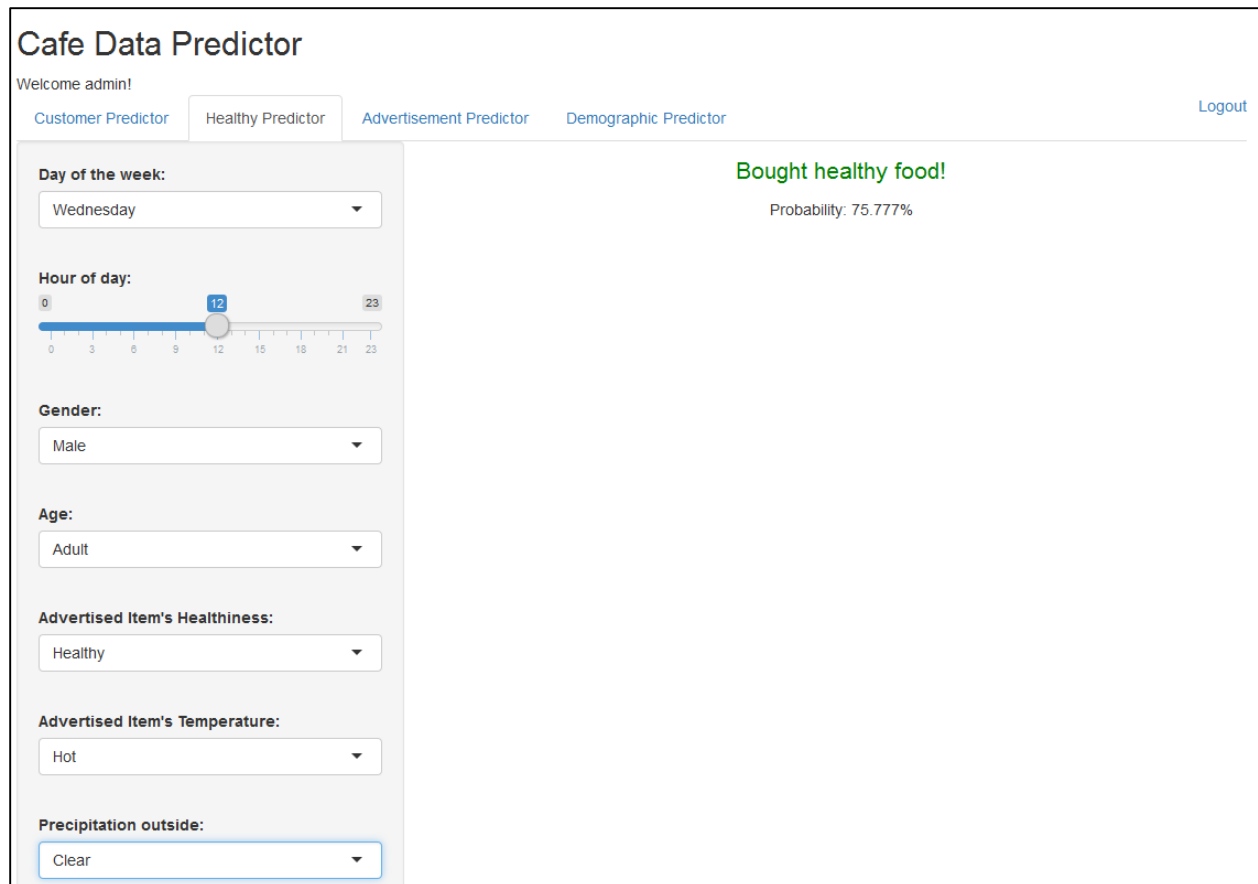 Cafe Data Predictor
Welcome admin!
Logout
Customer Predictor Healthy Predictor Advertisement Predictor Demographic Predictor
Day of the week:
Wednesday
Hour of day:
0 12 23
0 3 6 9 12 15 18 21 23
Gender:
Male
Age:
Adult
Advertised Item's Healthiness:
Healthy
Advertised Item's Temperature:
Hot
Precipitation outside:
Clear
Bought healthy food!
Probability: 75.777%